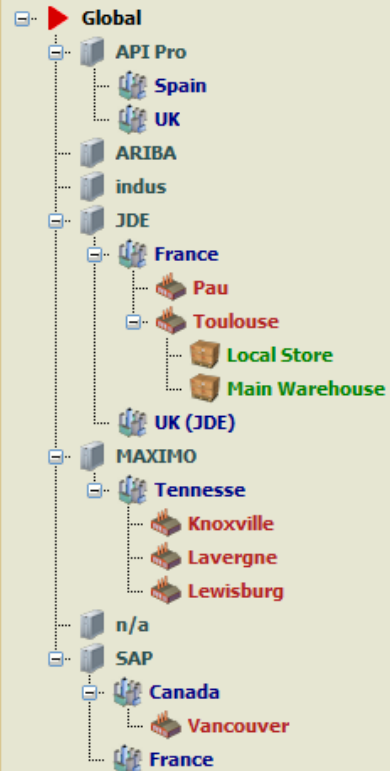 Global
API Pro
Spain
UK
ARIBA
indus
JDE
France
Pau
Toulouse
Local Store
Main Warehouse
UK (JDE)
MAXIMO
Tennesse
Knoxville
Lavergne
Lewisburg
n/a
SAP
Canada
Vancouver
France